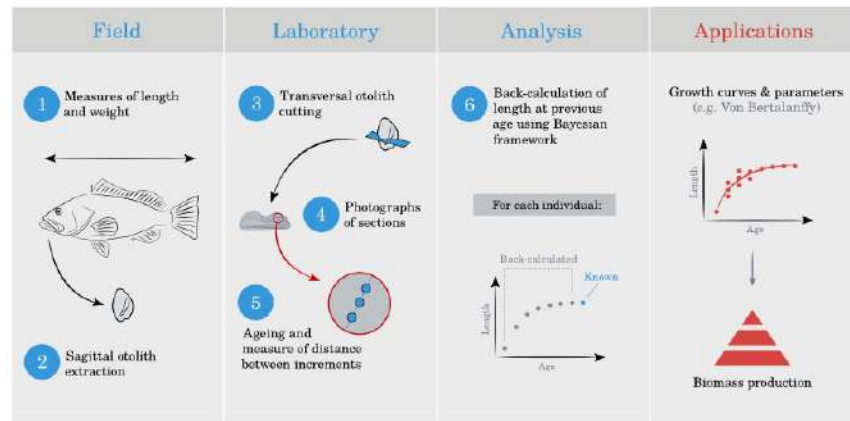 Field
Laboratory
Analysis
Applications
1
Measures of length
and weight
2
Sagittal otolith
extraction
3
Transversal otolith
cutting
4
Photographs
of sections
5
Ageing and
measure of distance
between increments
6
Back-calculation of
length at previous
age using Bayesian
framework
For each individual:
Back-calculated
Known
Length
Age
Growth curves & parameters
(e.g. Von Bertalanffy)
Length
Age
Biomass production